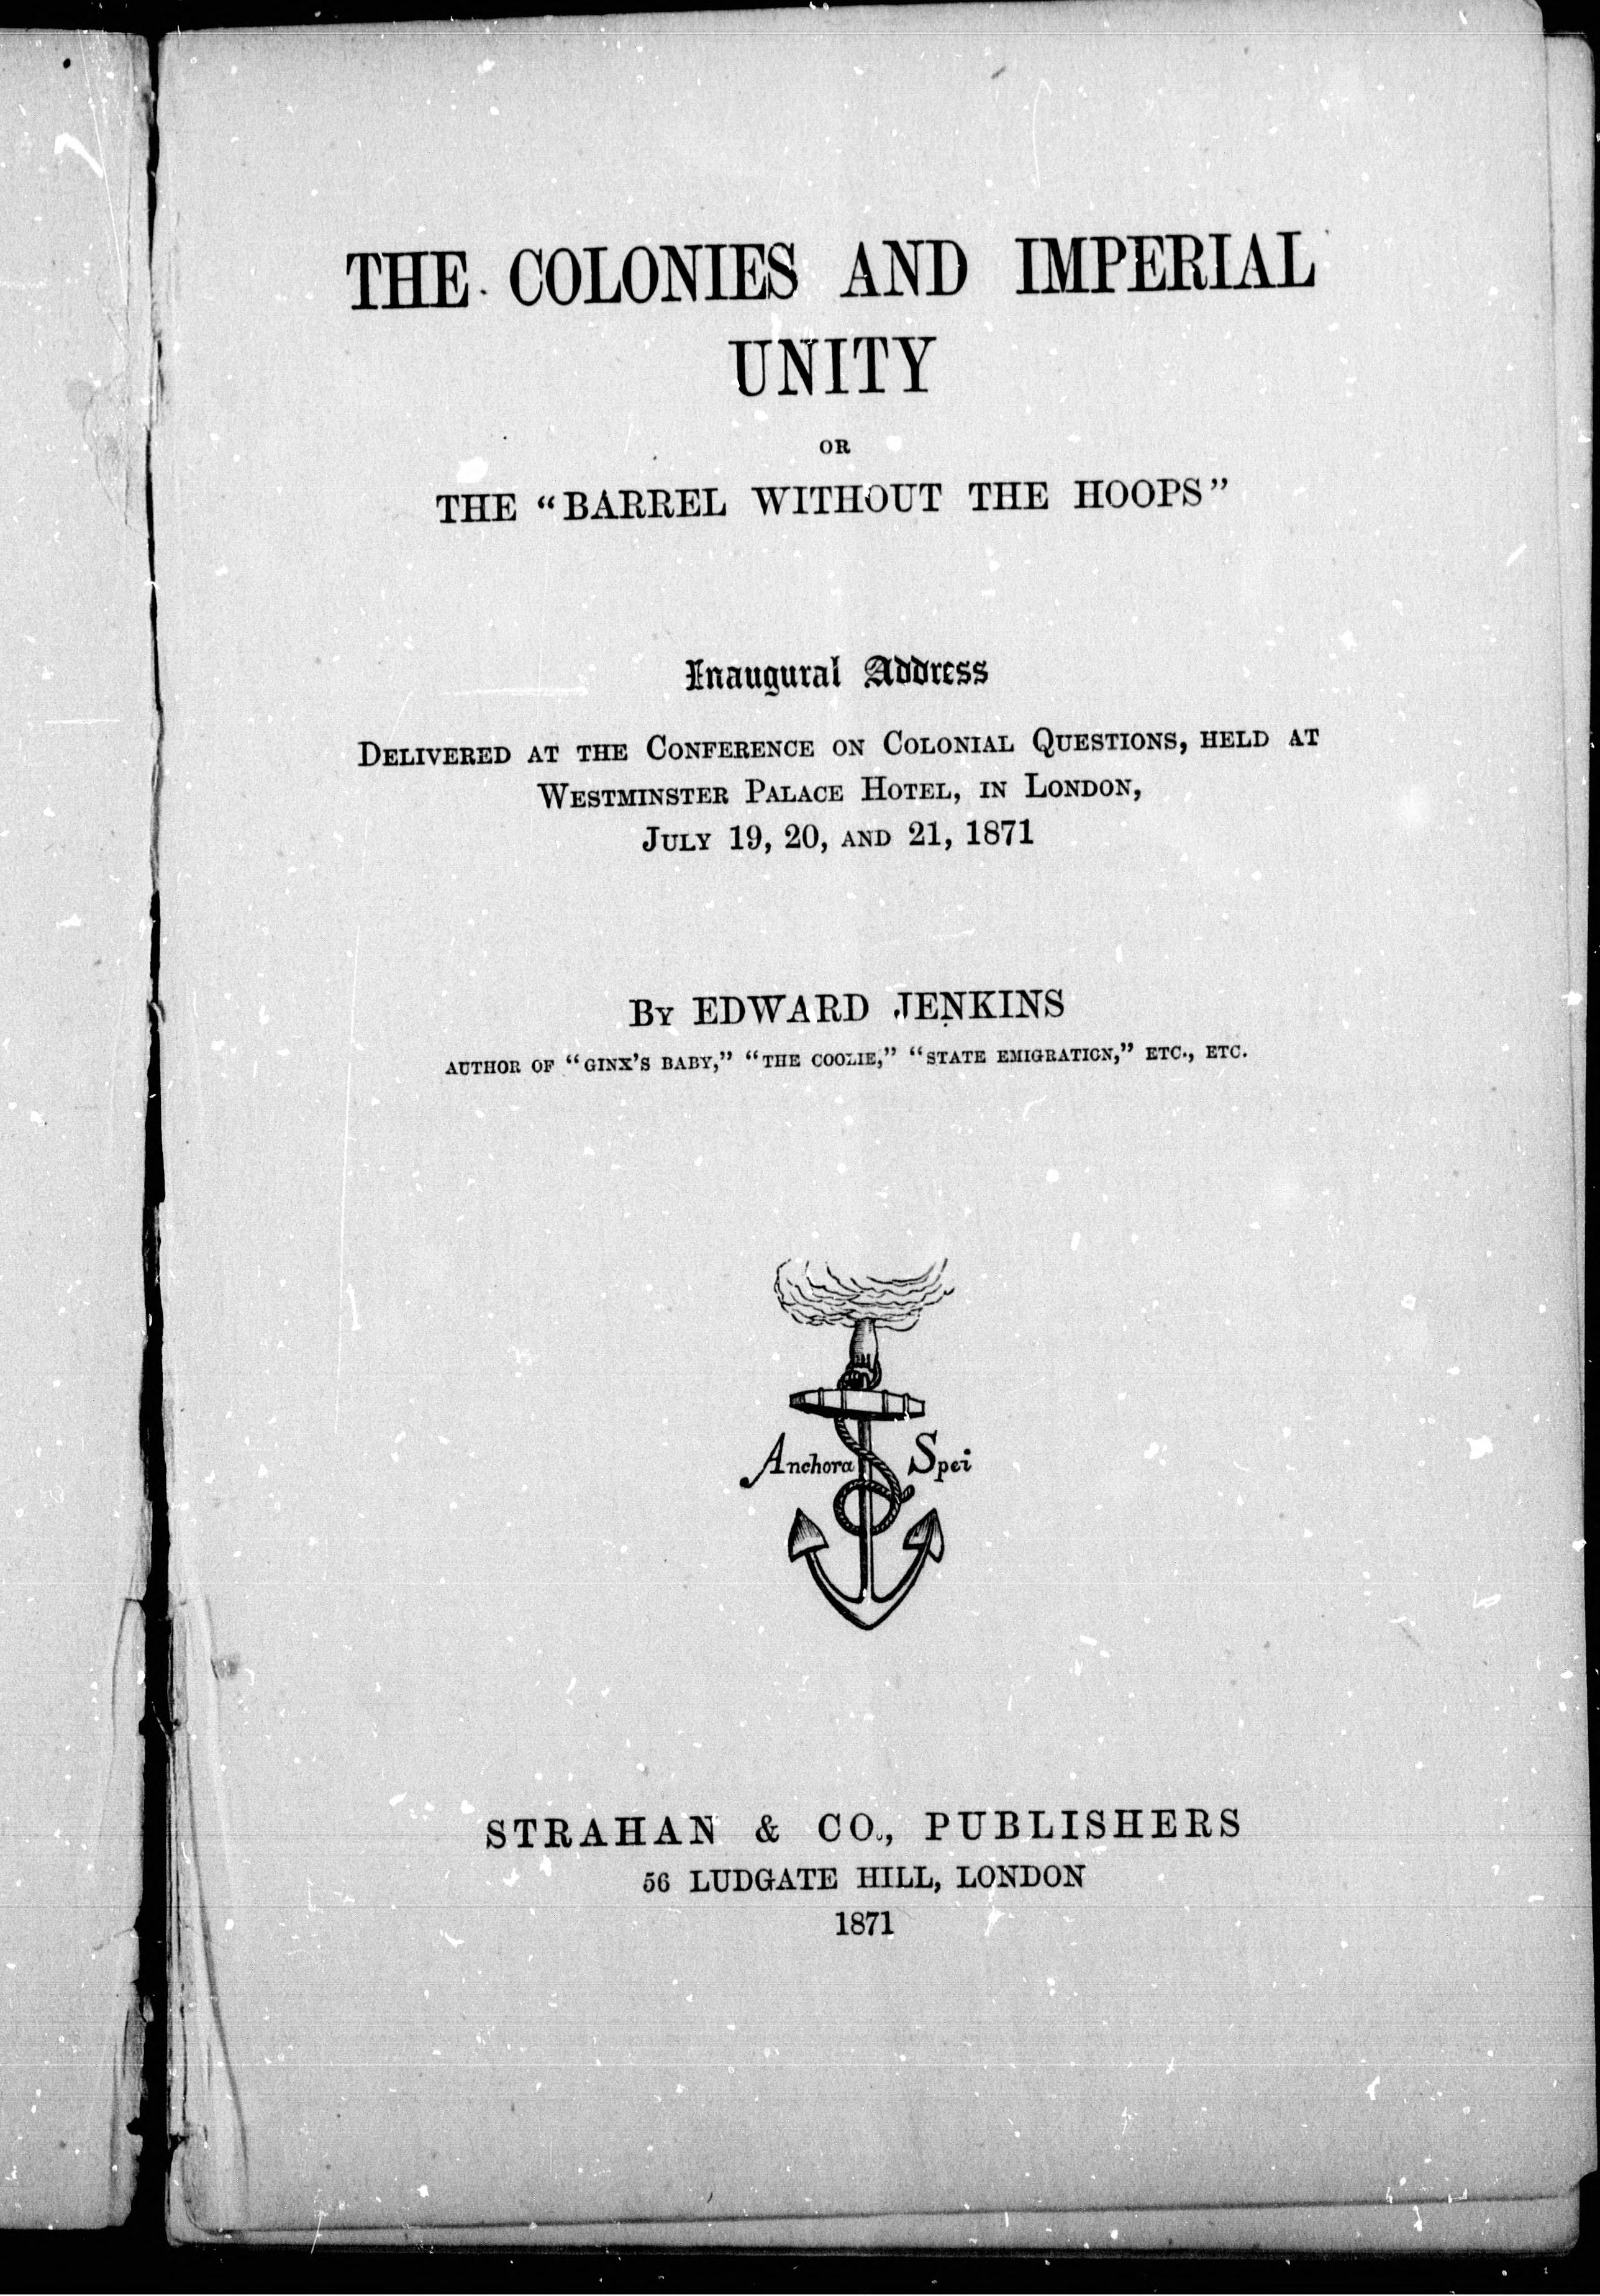 THE COLONIES AND IMPERIAL
UNITY
OR
THE “BARREL WITHOUT THE HOOPS”
Inaugural Address
DELIVERED AT THE CONFERENCE ON COLONIAL QUESTIONS, HELD AT
WESTMINSTER PALACE HOTEL, IN LONDON,
JULY 19, 20, AND 21, 1871
BY EDWARD JENKINS
AUTHOR OF “GINX’S BABY,” “THE COOLIE,” “STATE EMIGRATION,” ETC., ETC.
Anchora Spei
STRAHAN & CO., PUBLISHERS
56 LUDGATE HILL, LONDON
1871